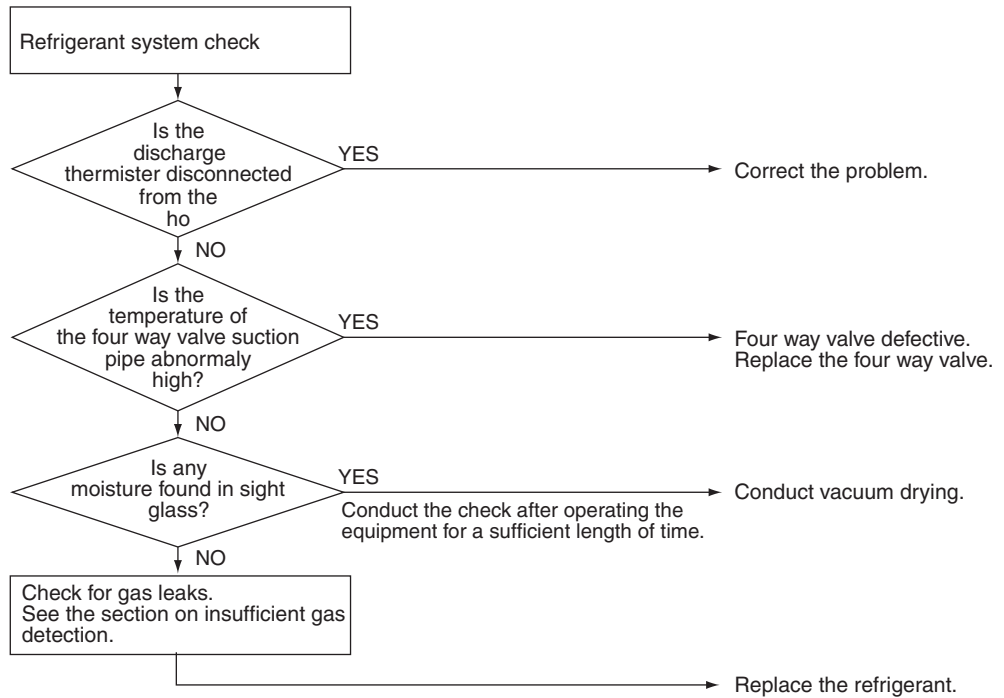 Refrigerant system check
Is the
discharge
thermister disconnected
from the
ho
YES
Correct the problem.
NO
Is the
temperature of
the four way valve suction
pipe abnormaly
high?
YES
Four way valve defective.
Replace the four way valve.
NO
Is any
moisture found in sight
glass?
YES
Conduct the check after operating the
equipment for a sufficient length of time.
Conduct vacuum drying.
NO
Check for gas leaks.
See the section on insufficient gas
detection.
Replace the refrigerant.